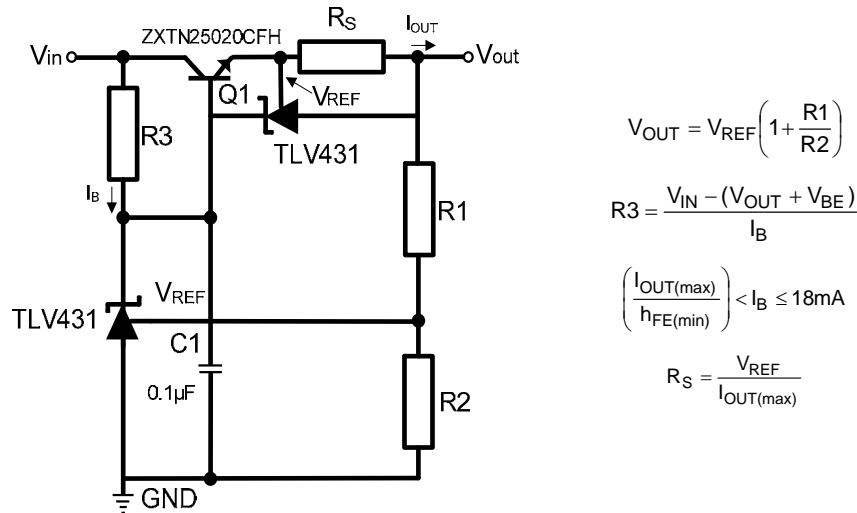 ZXTN25020CFH
R_S
I_OUT
Vin
Vout
Q1
V_REF
R3
TLV431
I_B
R1
V_REF
TLV431
C1
0.1µF
R2
GND
V_OUT = V_REF(1 + R1/R2)
R3 = (V_IN − (V_OUT + V_BE))/I_B
(I_OUT(max)/h_FE(min)) < I_B ≤ 18mA
R_S = V_REF/I_OUT(max)